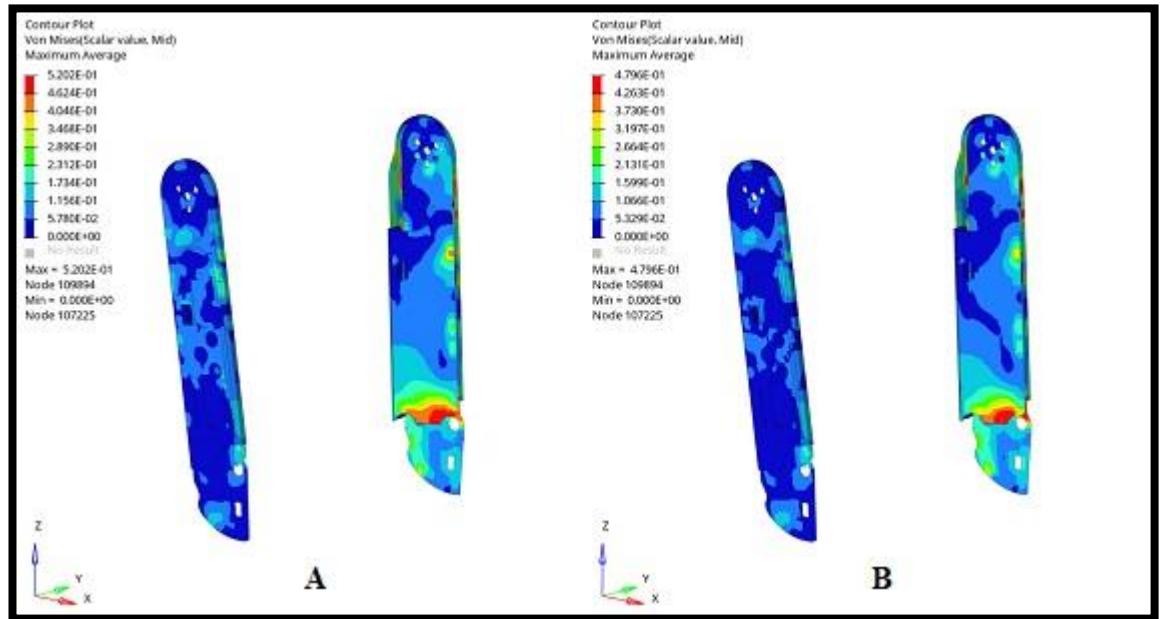 Contour Plot
Von Mises(Scalar value, Mid)
Maximum Average
5.202E-01
4.624E-01
4.046E-01
3.468E-01
2.890E-01
2.312E-01
1.734E-01
1.156E-01
5.780E-02
0.000E+00
No Result
Max = 5.202E-01
Node 109894
Min = 0.000E+00
Node 107225
Z
Y
X
A
Contour Plot
Von Mises(Scalar value, Mid)
Maximum Average
4.796E-01
4.263E-01
3.730E-01
3.197E-01
2.664E-01
2.131E-01
1.599E-01
1.066E-01
5.329E-02
0.000E+00
No Result
Max = 4.796E-01
Node 109894
Min = 0.000E+00
Node 107225
Z
Y
X
B